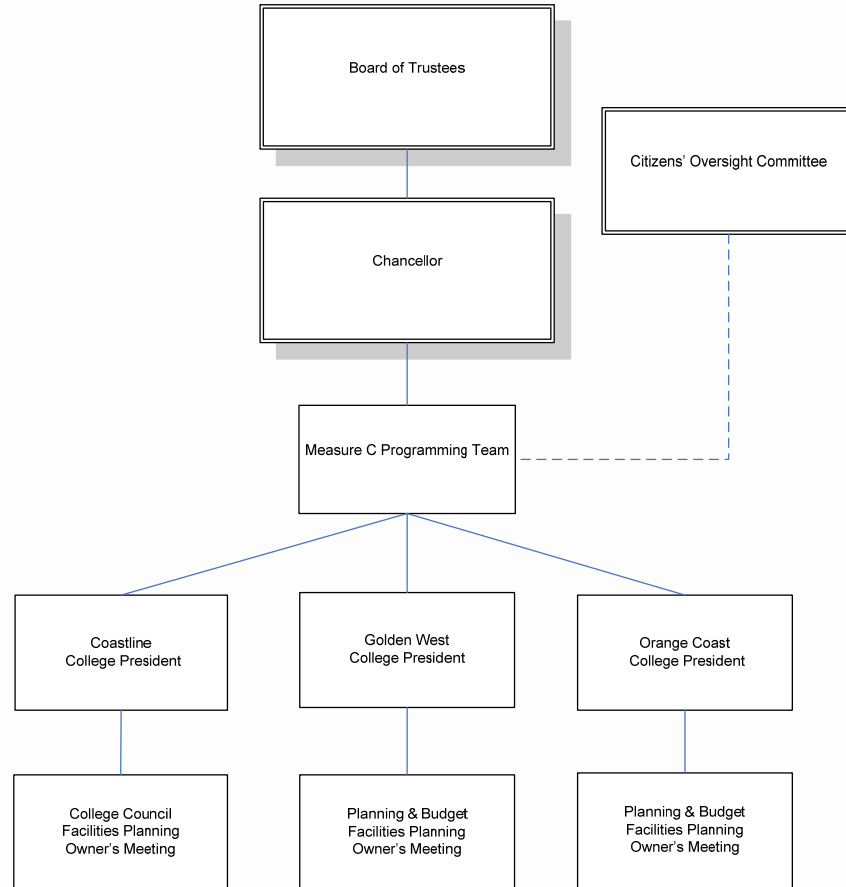 Board of Trustees
Citizens’ Oversight Committee
Chancellor
Measure C Programming Team
Coastline
College President
Golden West
College President
Orange Coast
College President
College Council
Facilities Planning
Owner’s Meeting
Planning & Budget
Facilities Planning
Owner’s Meeting
Planning & Budget
Facilities Planning
Owner’s Meeting